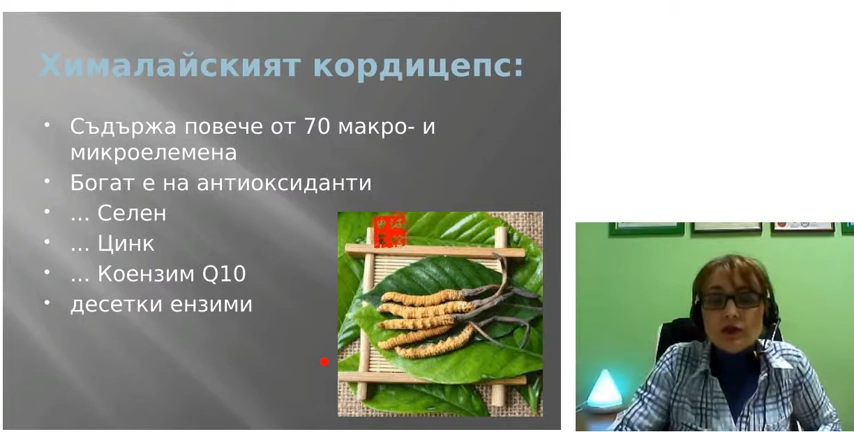 Хималайският кордицепс:
• Съдържа повече от 70 макро- и
микроелемена
• Богат е на антиоксиданти
• ... Селен
• ... Цинк
• ... Коензим Q10
• десетки ензими